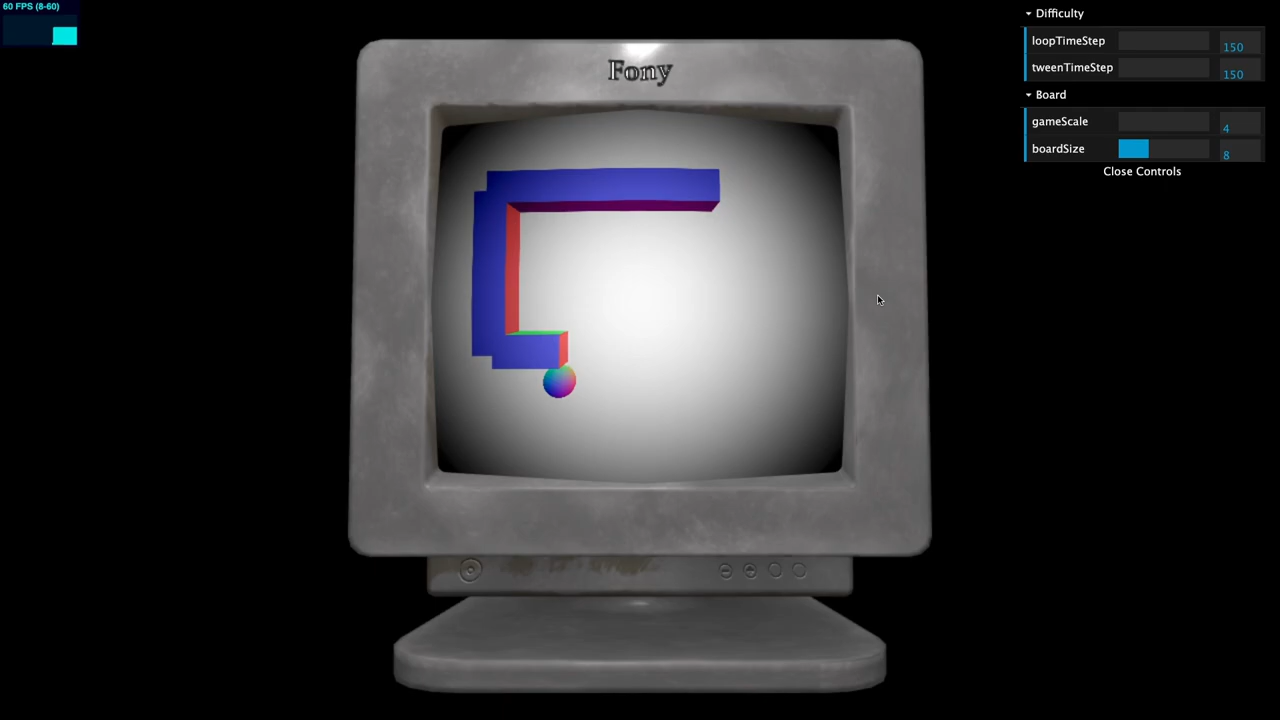 60 FPS (8-60)
Fony
Difficulty
loopTimeStep 150
tweenTimeStep 150
Board
gameScale 4
boardSize 8
Close Controls